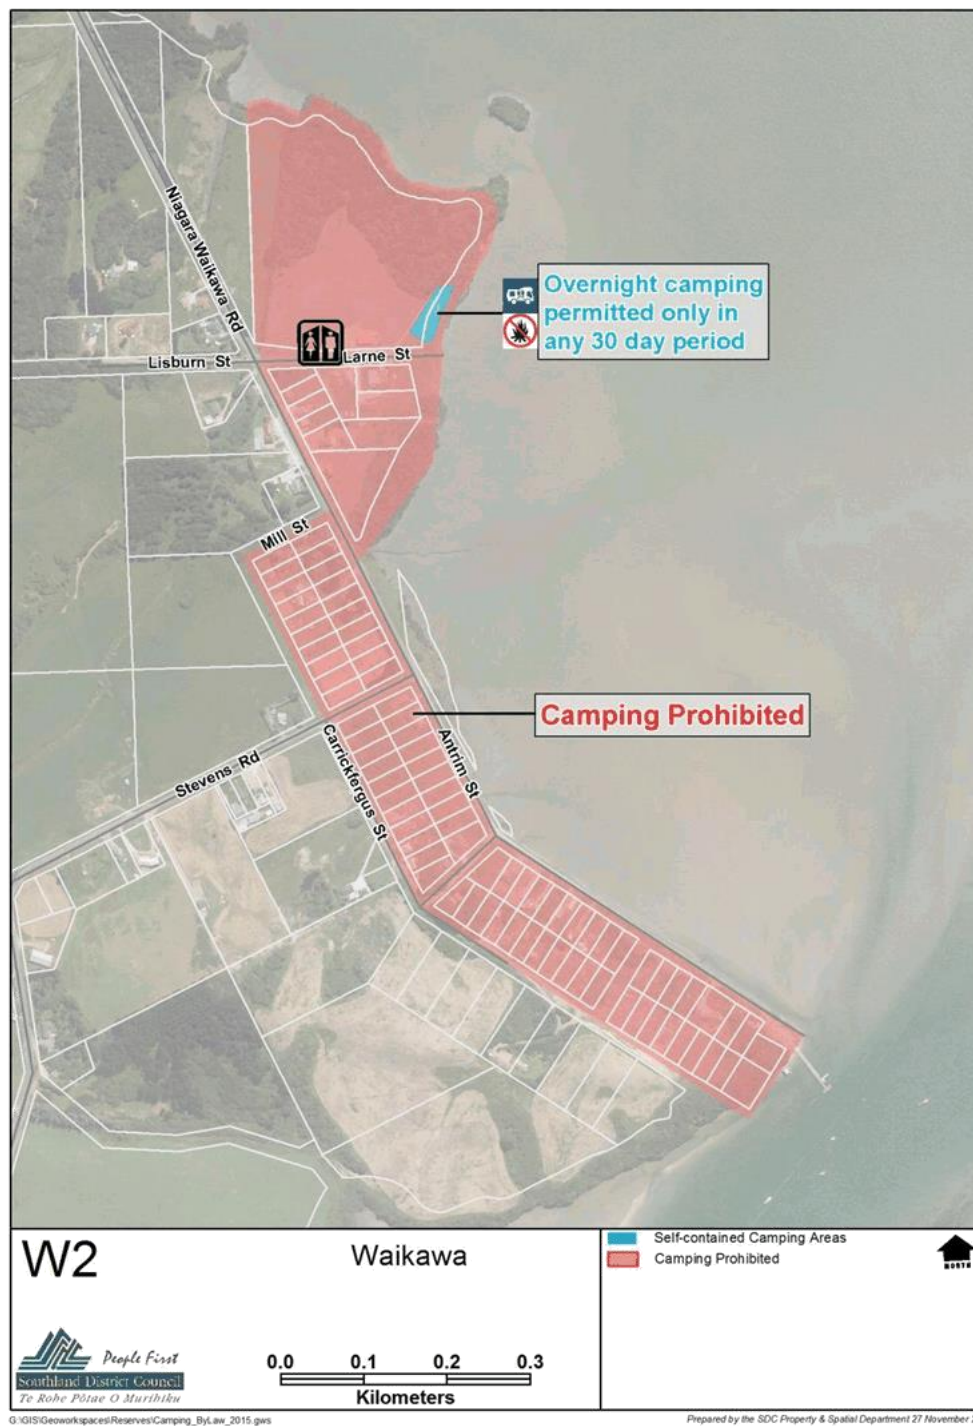 Niagara Waikawa Rd
Overnight camping
permitted only in
any 30 day period
Lisburn St
Larne St
Mill St
Camping Prohibited
Antrim St
Carrickfergus St
Stevens Rd
W2
Waikawa
Self-contained Camping Areas
Camping Prohibited
NORTH
People First
Southland District Council
Te Rohe Pōtae O Murihiku
0.0 0.1 0.2 0.3
Kilometers
G:\GIS\Geoworkspaces\Reserves\Camping_ByLaw_2015.gws
Prepared by the SDC Property & Spatial Department 27 November